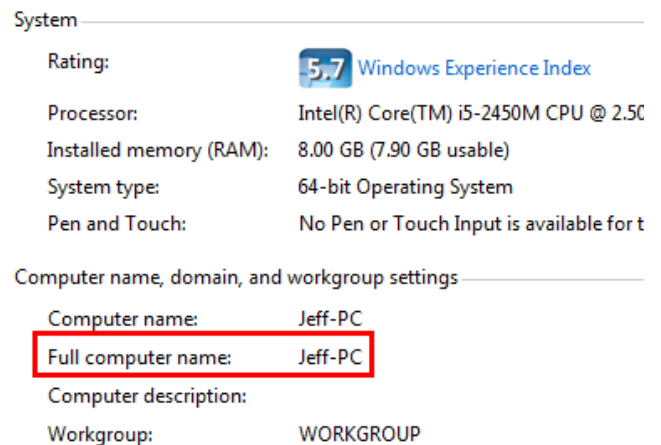 System
Rating: 5.7 Windows Experience Index
Processor: Intel(R) Core(TM) i5-2450M CPU @ 2.50
Installed memory (RAM): 8.00 GB (7.90 GB usable)
System type: 64-bit Operating System
Pen and Touch: No Pen or Touch Input is available for t
Computer name, domain, and workgroup settings
Computer name: Jeff-PC
Full computer name: Jeff-PC
Computer description:
Workgroup: WORKGROUP